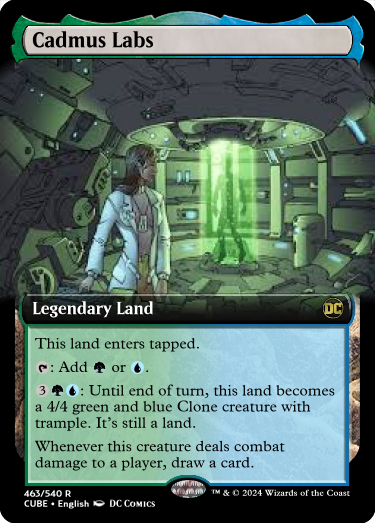 Cadmus Labs
Legendary Land
DC
This land enters tapped.
: Add or .
3 : Until end of turn, this land becomes
a 4/4 green and blue Clone creature with
trample. It's still a land.
Whenever this creature deals combat
damage to a player, draw a card.
463/540 R
CUBE • English DC COMICS
™ & © 2024 Wizards of the Coast